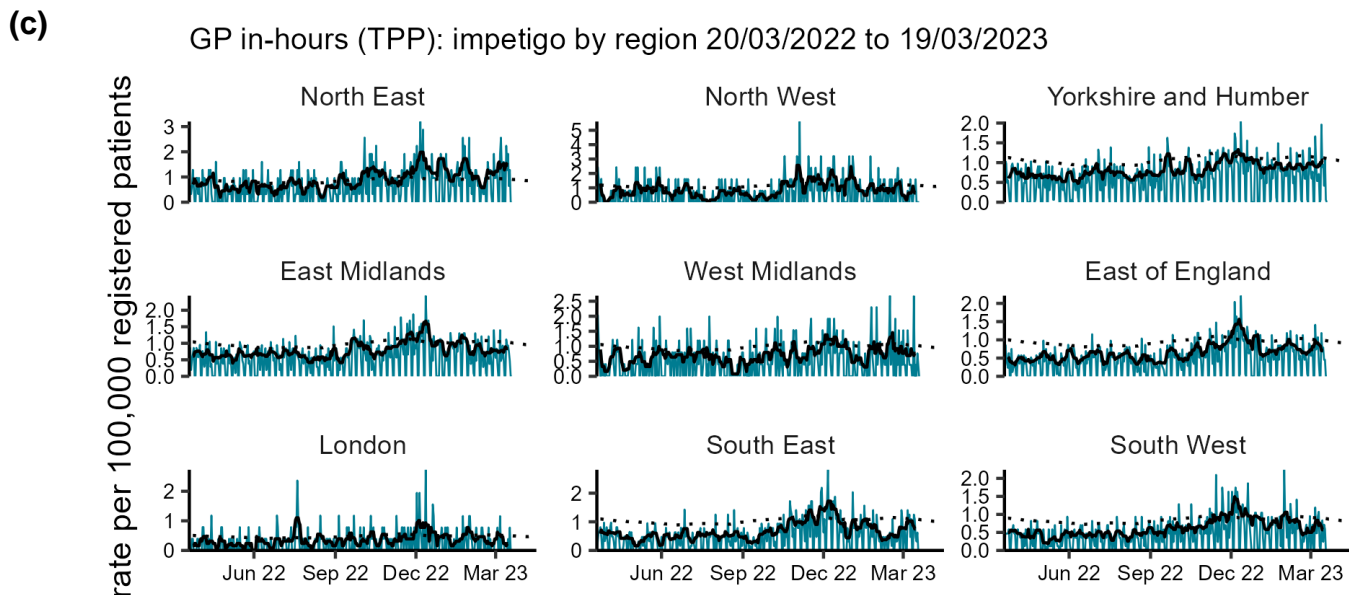 (c)
GP in-hours (TPP): impetigo by region 20/03/2022 to 19/03/2023
rate per 100,000 registered patients
North East
3
2
1
0
North West
5
3
2
1
0
Yorkshire and Humber
2.0
1.5
1.0
0.5
0.0
East Midlands
2.0
1.5
1.0
0.5
0.0
West Midlands
2.5
1.5
1.0
0.0
East of England
2.0
1.5
1.0
0.5
0.0
London
2
1
0
Jun 22 Sep 22 Dec 22 Mar 23
South East
2
1
0
Jun 22 Sep 22 Dec 22 Mar 23
South West
2.0
1.5
1.0
0.5
0.0
Jun 22 Sep 22 Dec 22 Mar 23